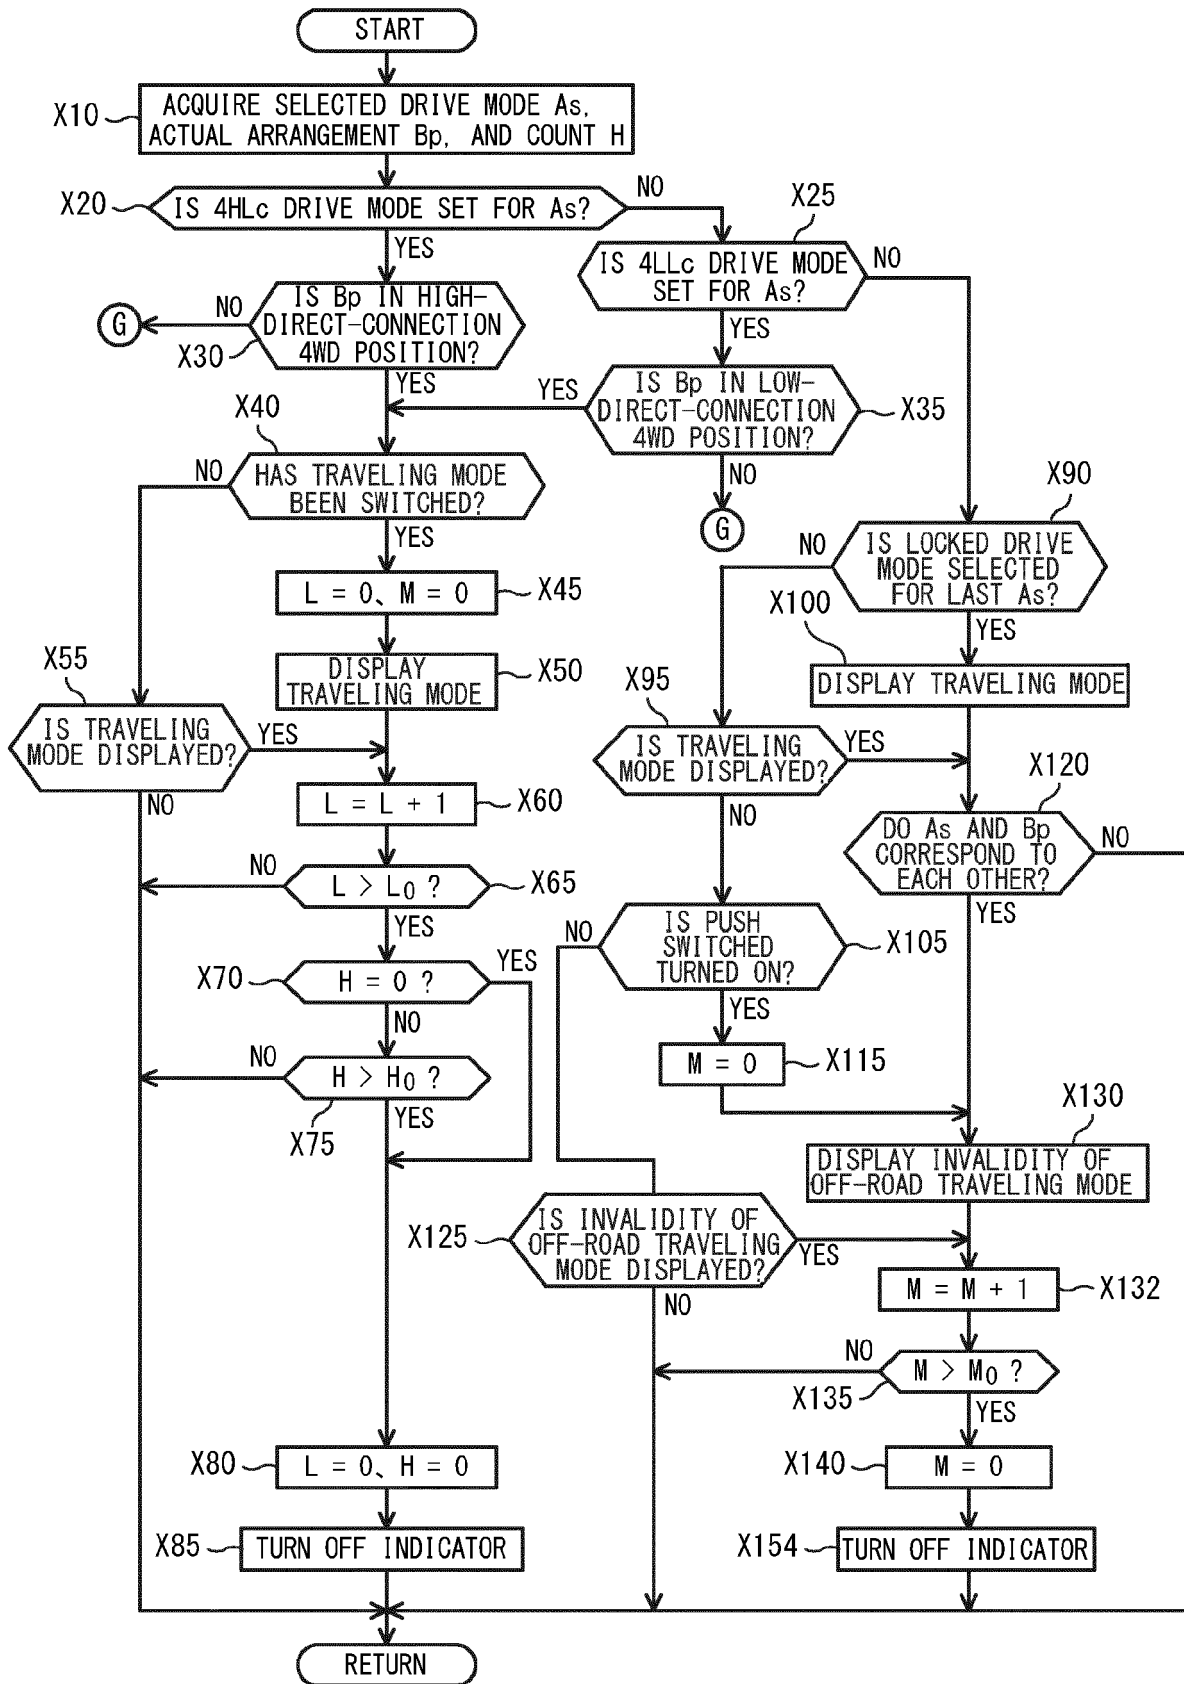 START
X10
ACQUIRE SELECTED DRIVE MODE As,
ACTUAL ARRANGEMENT Bp, AND COUNT H
X20
IS 4HLc DRIVE MODE SET FOR As?
NO
YES
X25
IS 4LLc DRIVE MODE
SET FOR As?
NO
YES
G
NO
IS Bp IN HIGH-
DIRECT-CONNECTION
4WD POSITION?
X30
YES
YES
IS Bp IN LOW-
DIRECT-CONNECTION
4WD POSITION?
X35
NO
G
X40
NO
HAS TRAVELING MODE
BEEN SWITCHED?
YES
L = 0、M = 0
X45
X90
NO
IS LOCKED DRIVE
MODE SELECTED
FOR LAST As?
YES
X100
DISPLAY TRAVELING MODE
DISPLAY
TRAVELING MODE
X50
X55
IS TRAVELING
MODE DISPLAYED?
YES
NO
X95
IS TRAVELING
MODE DISPLAYED?
YES
NO
L = L + 1
X60
X120
DO As AND Bp
CORRESPOND TO
EACH OTHER?
NO
YES
NO
L > L0 ?
X65
YES
X70
H = 0 ?
YES
NO
NO
IS PUSH
SWITCHED
TURNED ON?
X105
YES
NO
H > H0 ?
X75
YES
M = 0
X115
X130
DISPLAY INVALIDITY OF
OFF-ROAD TRAVELING MODE
X125
IS INVALIDITY OF
OFF-ROAD TRAVELING
MODE DISPLAYED?
YES
NO
M = M + 1
X132
NO
M > M0 ?
X135
YES
X80
L = 0、H = 0
X140
M = 0
X85
TURN OFF INDICATOR
X154
TURN OFF INDICATOR
RETURN